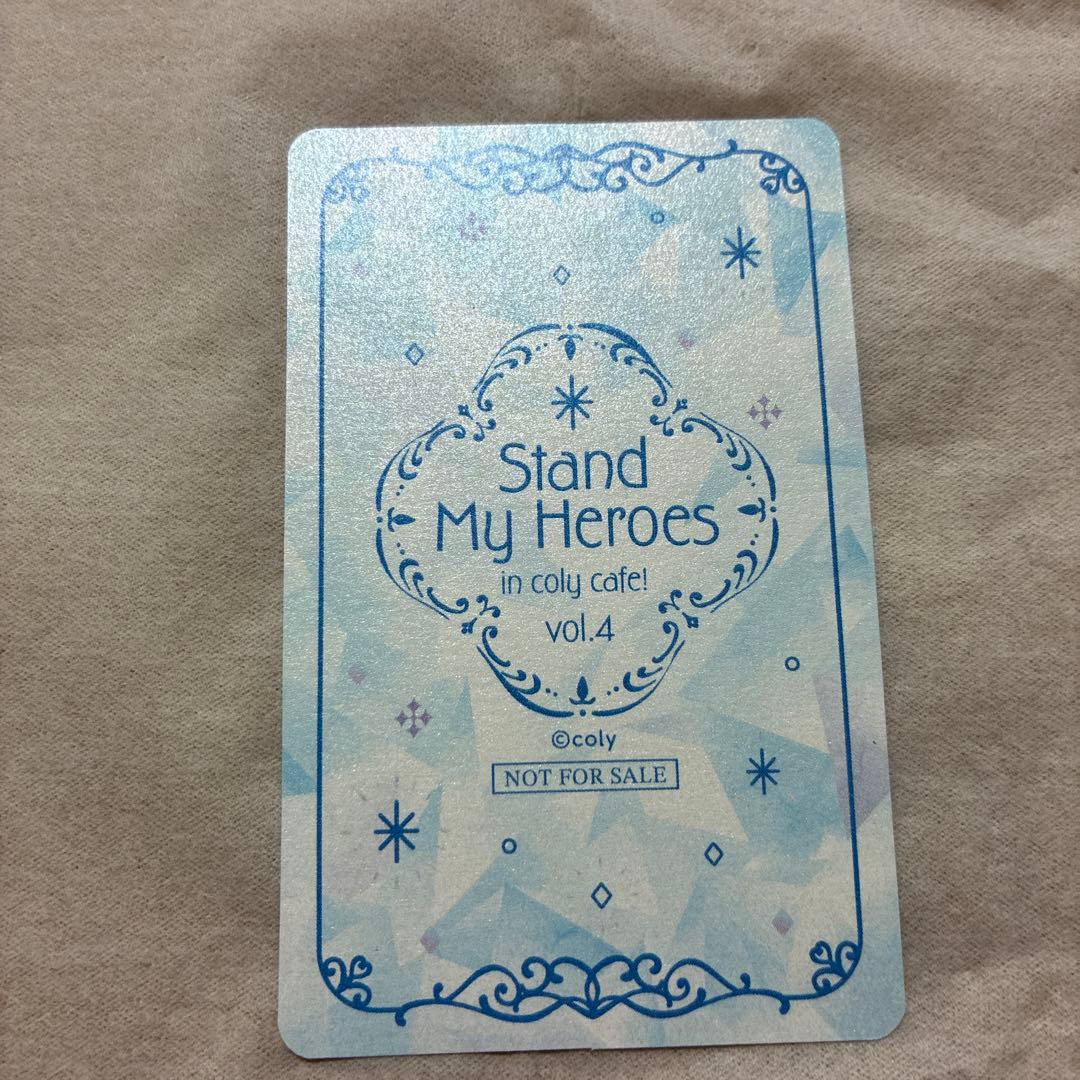 Stand
My Heroes
in coly cafe!
vol.4
©coly
NOT FOR SALE